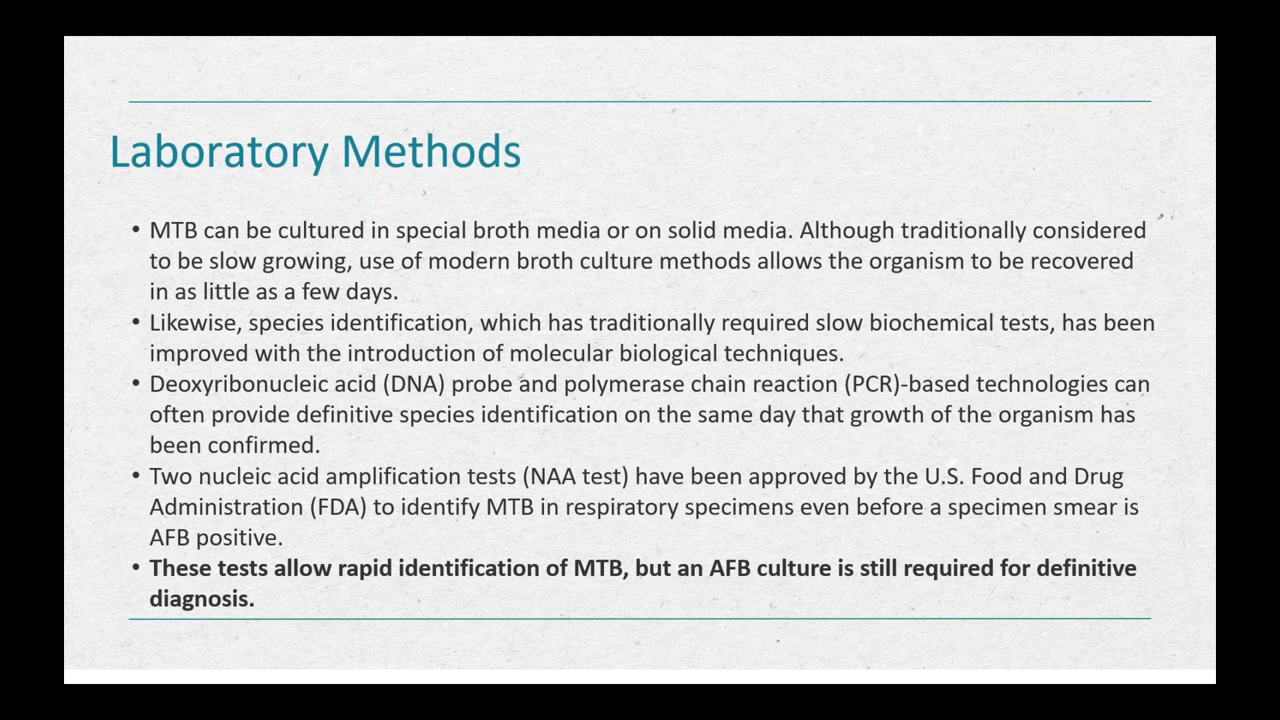 Laboratory Methods
• MTB can be cultured in special broth media or on solid media. Although traditionally considered
to be slow growing, use of modern broth culture methods allows the organism to be recovered
in as little as a few days.
• Likewise, species identification, which has traditionally required slow biochemical tests, has been
improved with the introduction of molecular biological techniques.
• Deoxyribonucleic acid (DNA) probe and polymerase chain reaction (PCR)-based technologies can
often provide definitive species identification on the same day that growth of the organism has
been confirmed.
• Two nucleic acid amplification tests (NAA test) have been approved by the U.S. Food and Drug
Administration (FDA) to identify MTB in respiratory specimens even before a specimen smear is
AFB positive.
• These tests allow rapid identification of MTB, but an AFB culture is still required for definitive
diagnosis.